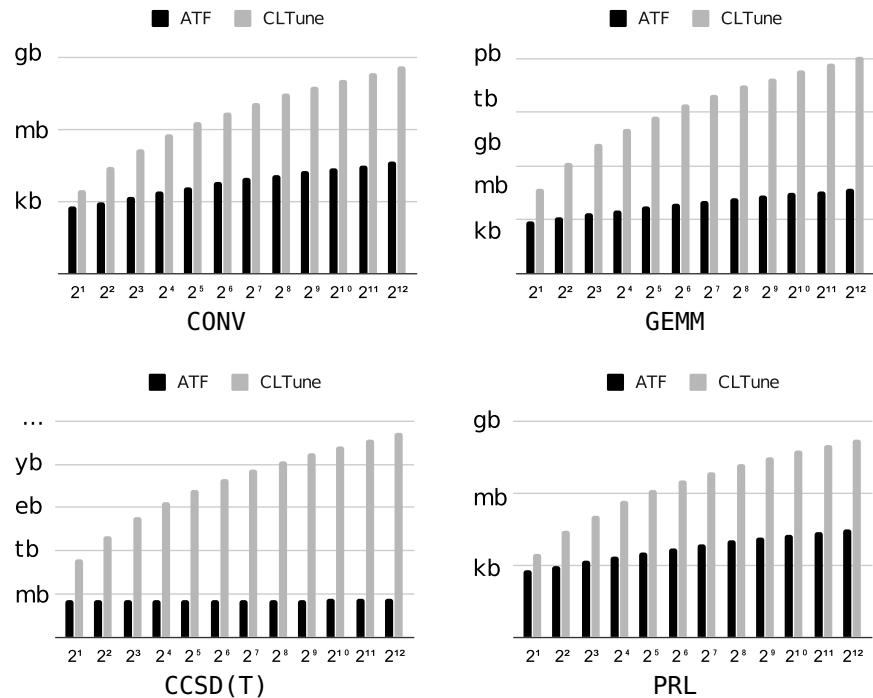 ATF CLTune
gb
mb
kb
2¹ 2² 2³ 2⁴ 2⁵ 2⁶ 2⁷ 2⁸ 2⁹ 2¹⁰ 2¹¹ 2¹²
CONV
ATF CLTune
pb
tb
gb
mb
kb
2¹ 2² 2³ 2⁴ 2⁵ 2⁶ 2⁷ 2⁸ 2⁹ 2¹⁰ 2¹¹ 2¹²
GEMM
ATF CLTune
...
yb
eb
tb
mb
2¹ 2² 2³ 2⁴ 2⁵ 2⁶ 2⁷ 2⁸ 2⁹ 2¹⁰ 2¹¹ 2¹²
CCSD(T)
ATF CLTune
gb
mb
kb
2¹ 2² 2³ 2⁴ 2⁵ 2⁶ 2⁷ 2⁸ 2⁹ 2¹⁰ 2¹¹ 2¹²
PRL